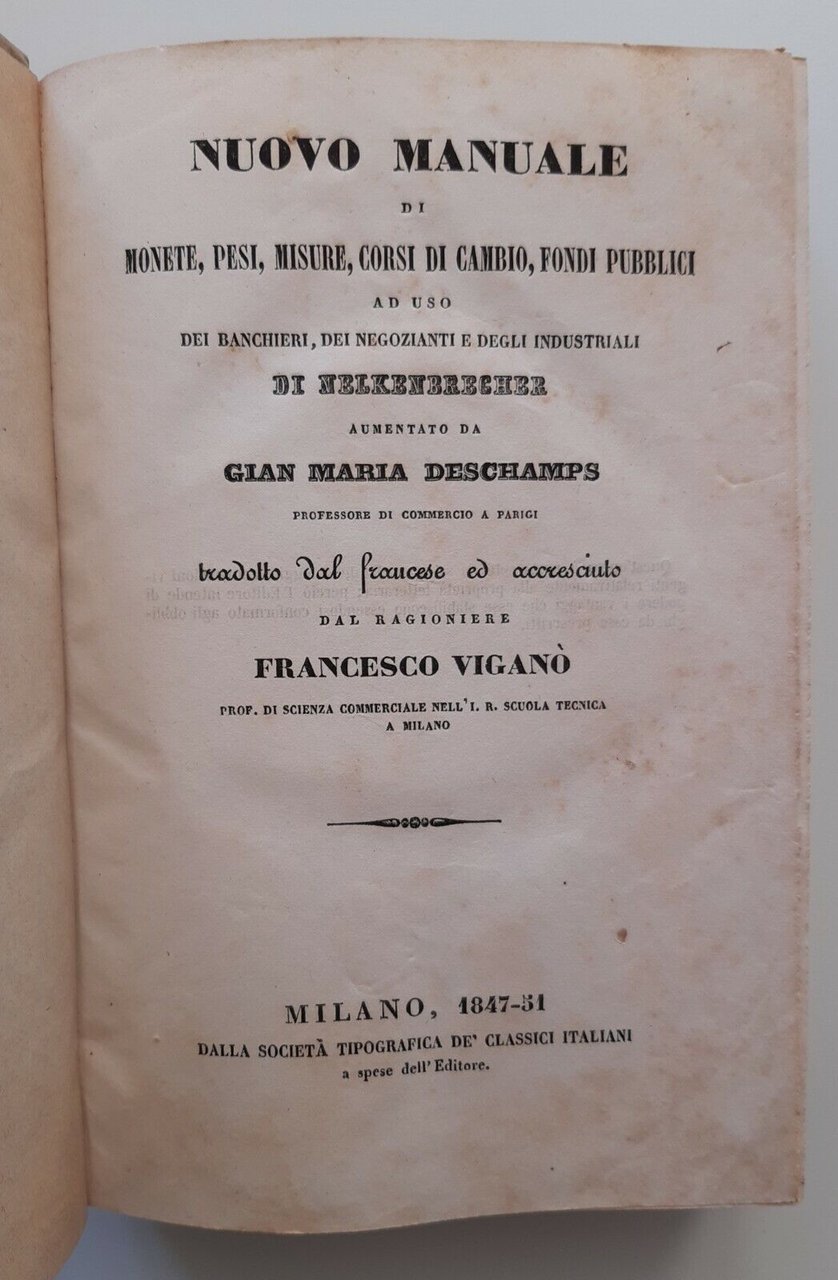 NUOVO MANUALE
DI
MONETE, PESI, MISURE, CORSI DI CAMBIO, FONDI PUBBLICI
AD USO
DEI BANCHIERI, DEI NEGOZIANTI E DEGLI INDUSTRIALI
DI NELKENBRECHER
AUMENTATO DA
GIAN MARIA DESCHAMPS
PROFESSORE DI COMMERCIO A PARIGI
tradotto dal francese ed accresciuto
DAL RAGIONIERE
FRANCESCO VIGANÒ
PROF. DI SCIENZA COMMERCIALE NELL' I. R. SCUOLA TECNICA
A MILANO
MILANO, 1847-51
DALLA SOCIETÀ TIPOGRAFICA DE' CLASSICI ITALIANI
a spese dell' Editore.